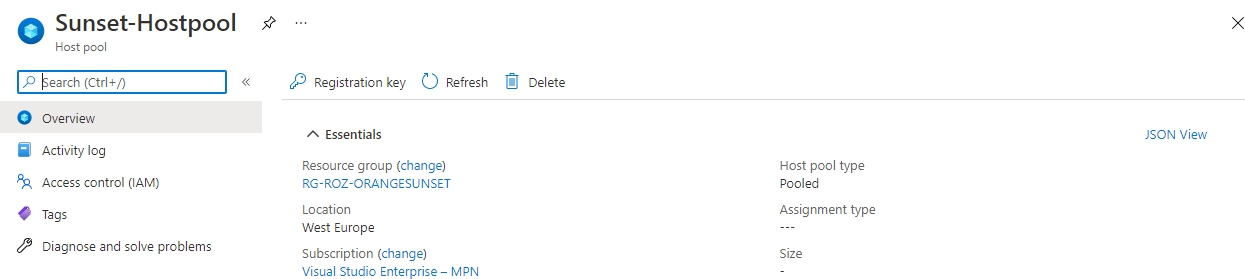 Sunset-Hostpool
Host pool
Search (Ctrl+/)
Registration key Refresh Delete
Overview
Activity log
Access control (IAM)
Tags
Diagnose and solve problems
Essentials JSON View
Resource group (change)
RG-ROZ-ORANGESUNSET
Location
West Europe
Subscription (change)
Visual Studio Enterprise – MPN
Host pool type
Pooled
Assignment type
---
Size
-